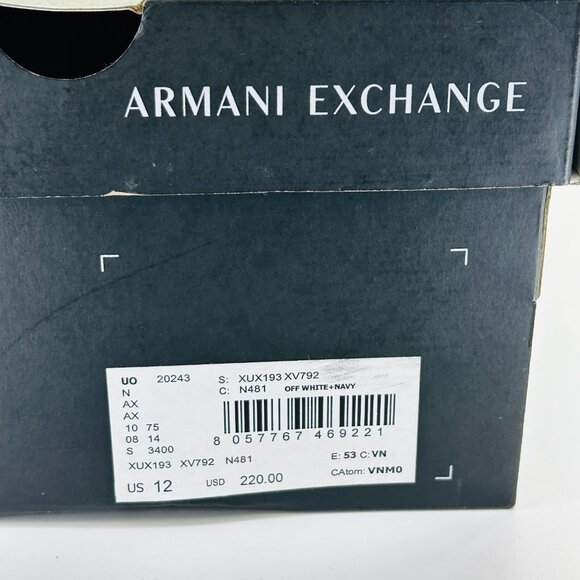 ARMANI EXCHANGE
UO 20243 S: XUX193 XV792
N C: N481 OFF WHITE+NAVY
AX
AX
10 75
08 14 8 057767 469221
S 3400
XUX193 XV792 N481 E: 53 C: VN
US 12 USD 220.00 CAtom: VNM0